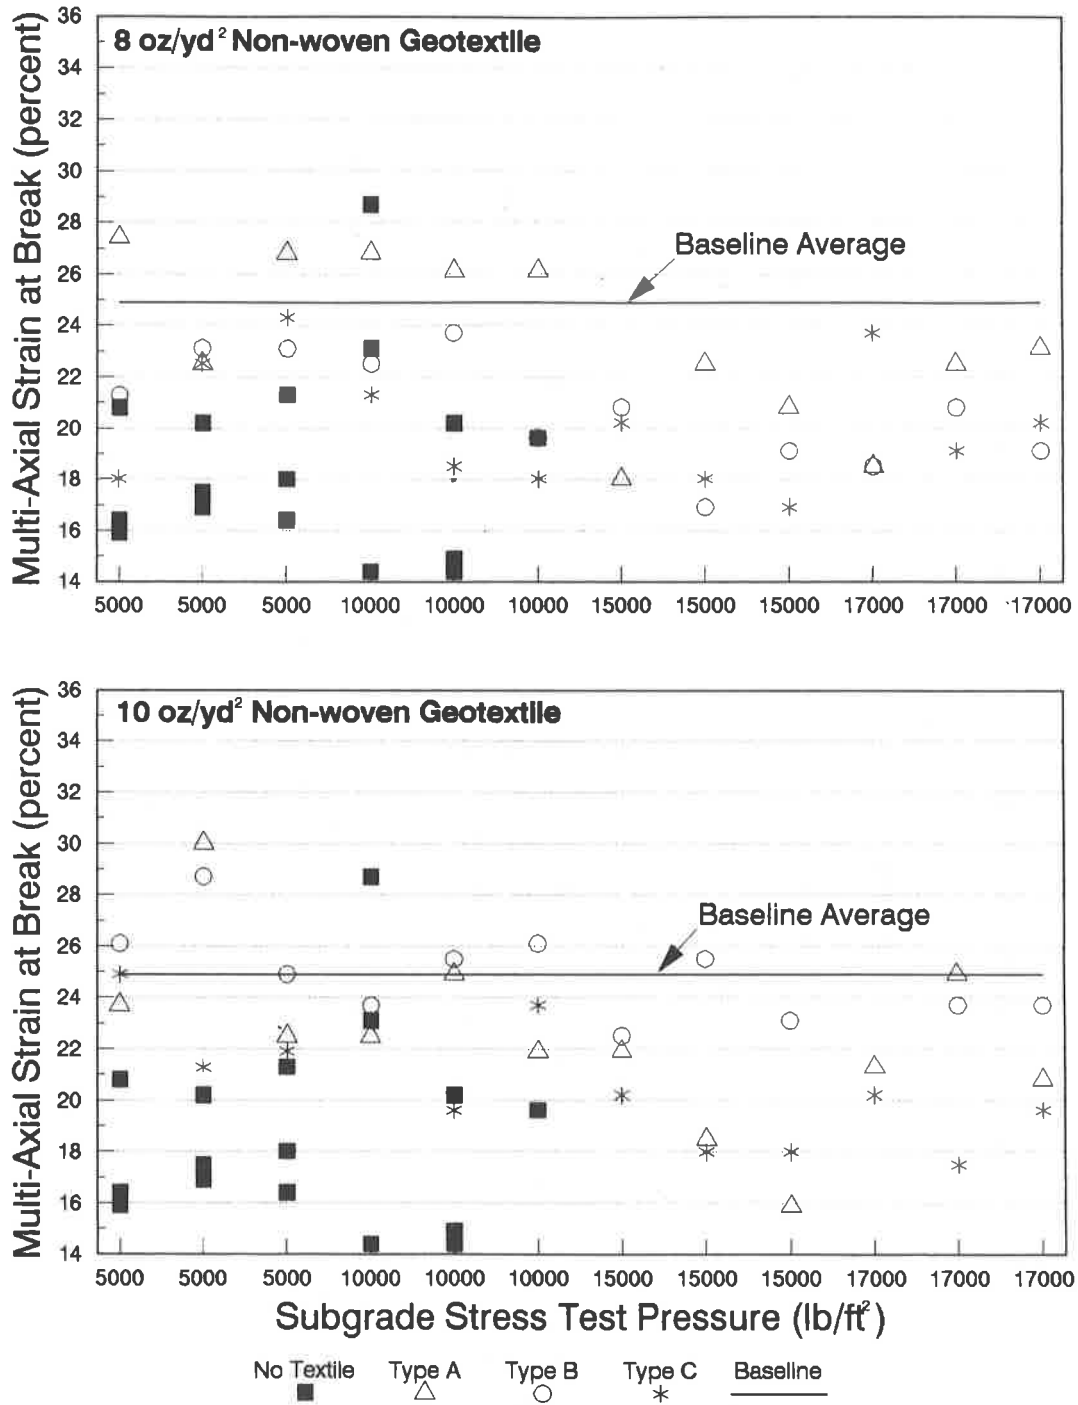 8 oz/yd² Non-woven Geotextile
Multi-Axial Strain at Break (percent)
36
34
32
30
28
26
24
22
20
18
16
14
Baseline Average
5000 5000 5000 10000 10000 10000 15000 15000 15000 17000 17000 17000
10 oz/yd² Non-woven Geotextile
Multi-Axial Strain at Break (percent)
36
34
32
30
28
26
24
22
20
18
16
14
Baseline Average
5000 5000 5000 10000 10000 10000 15000 15000 15000 17000 17000 17000
Subgrade Stress Test Pressure (lb/ft²)
No Textile Type A Type B Type C Baseline